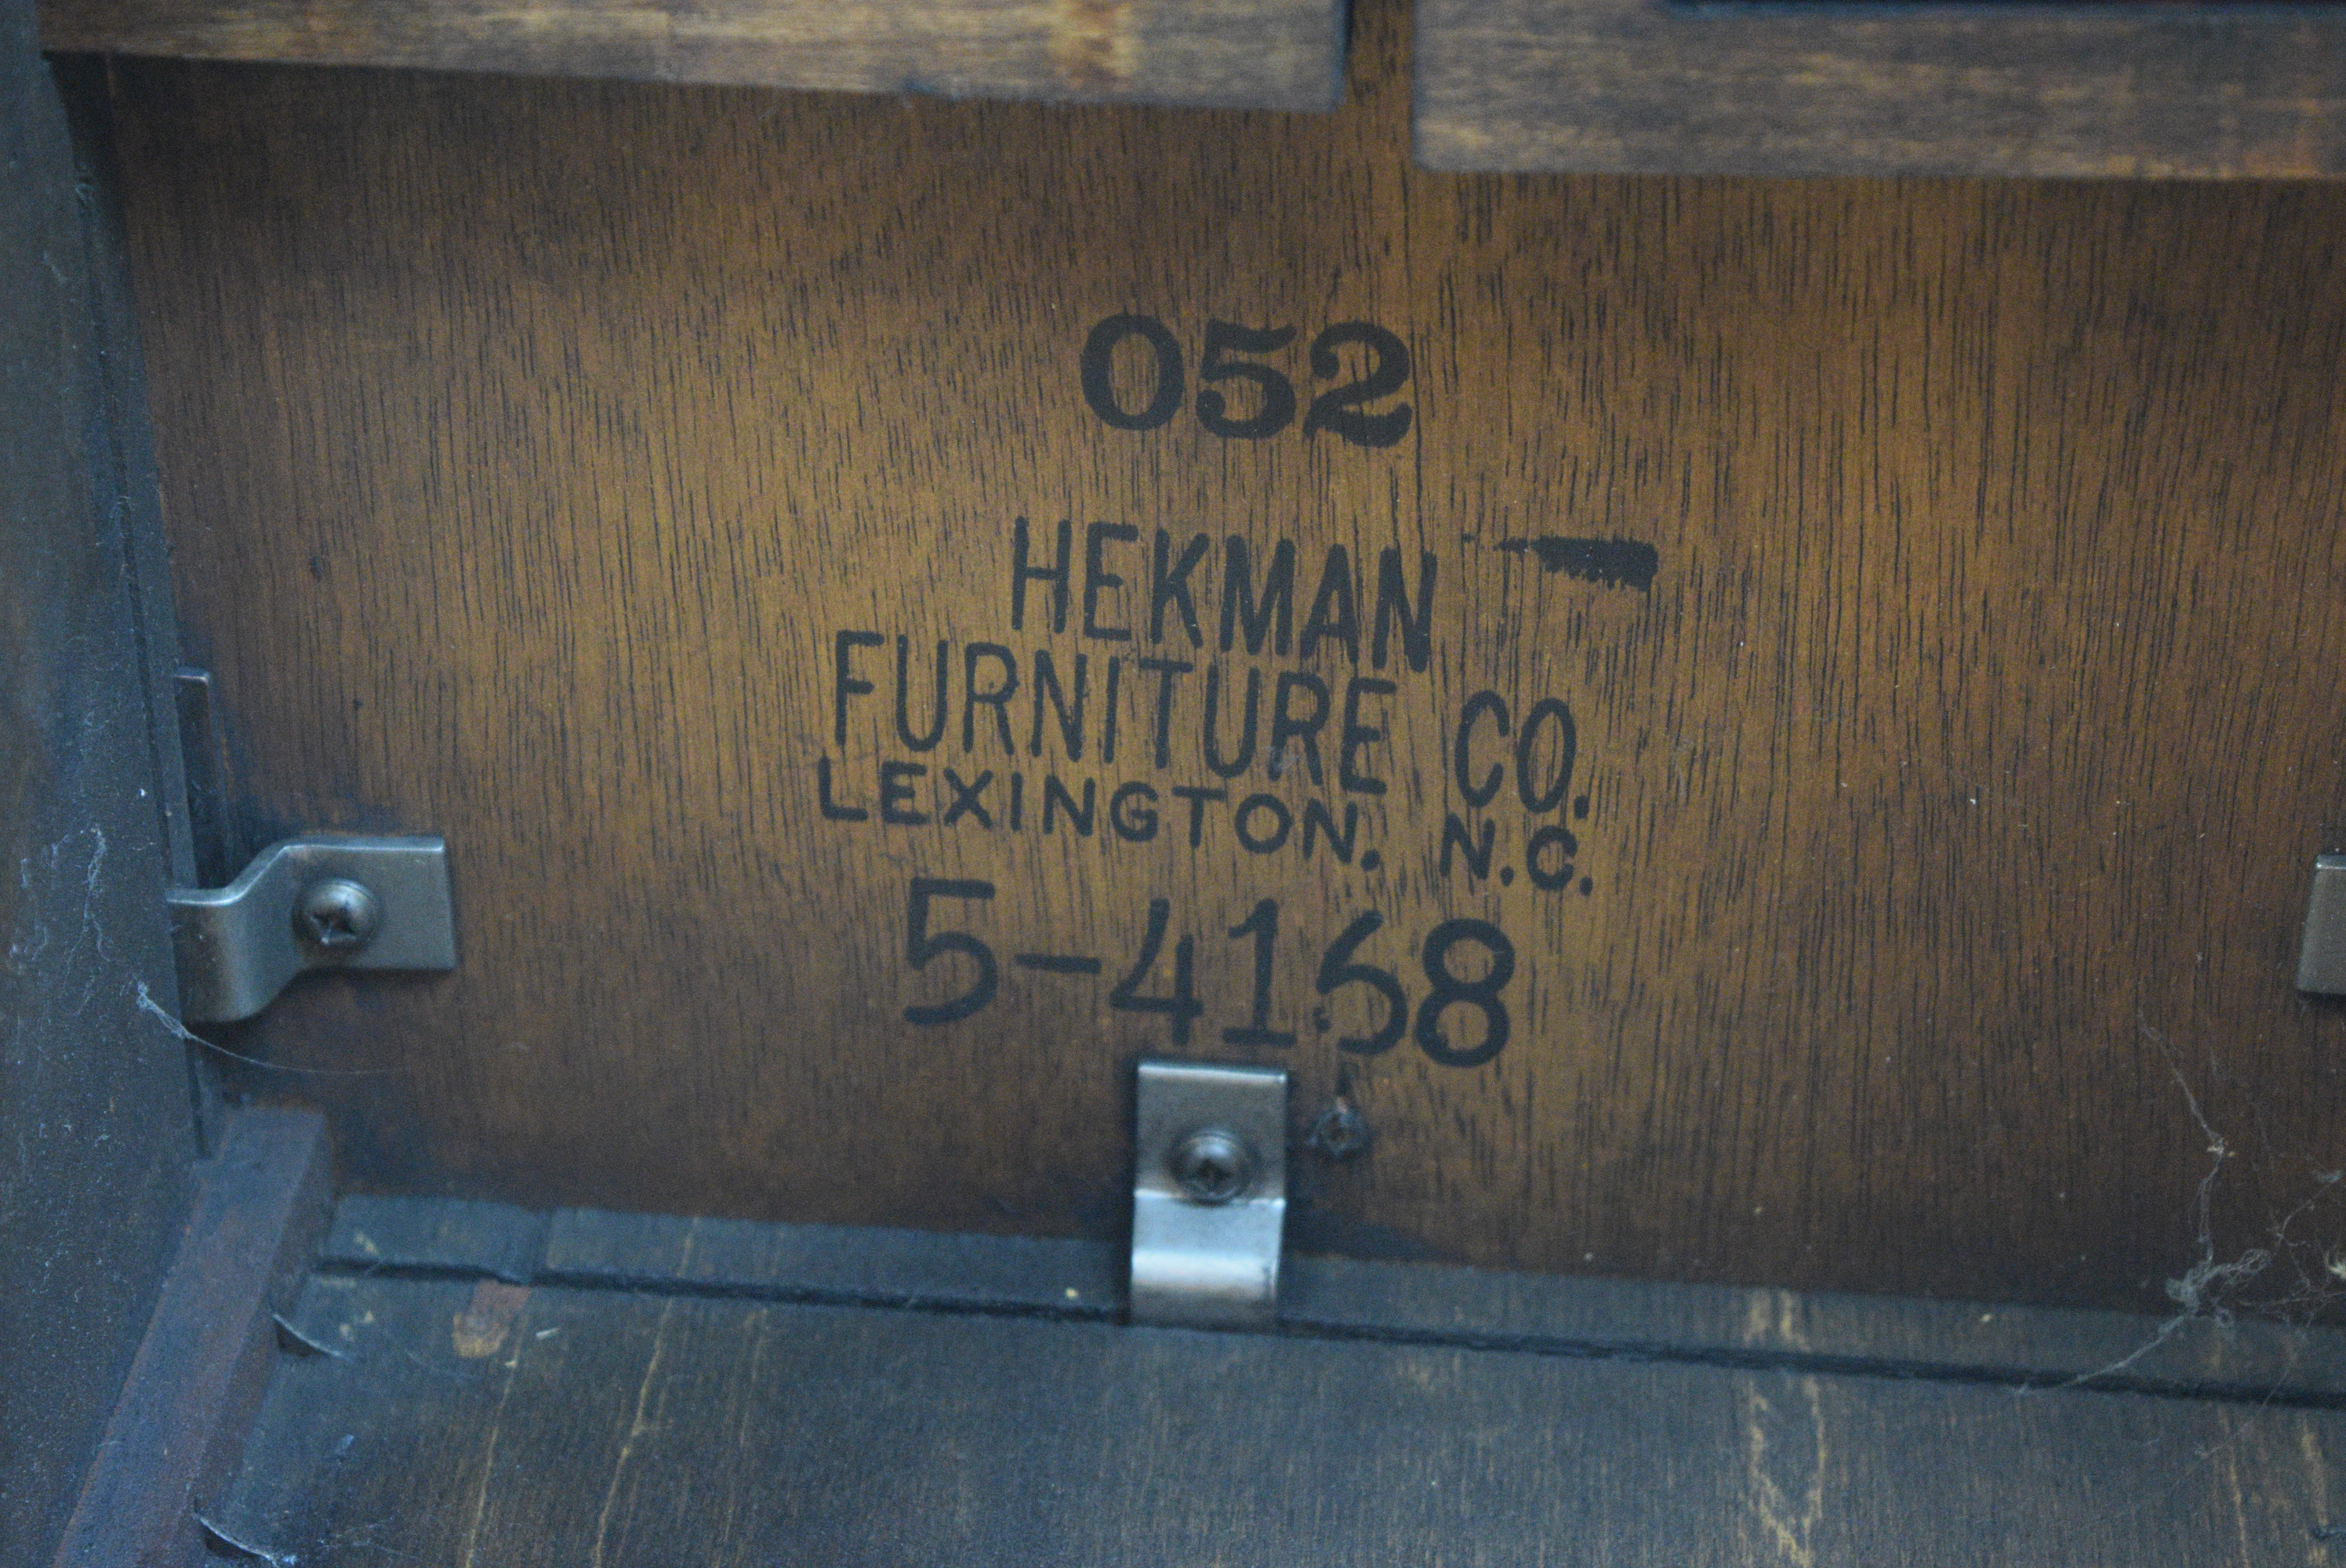 052
HEKMAN
FURNITURE CO.
LEXINGTON, N.C.
5-4168